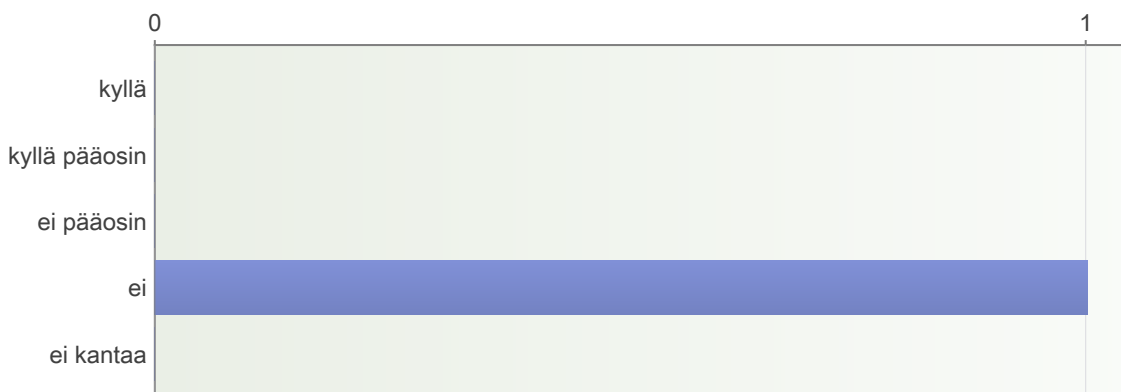 0 1
kyllä
kyllä pääosin
ei pääosin
ei
ei kantaa